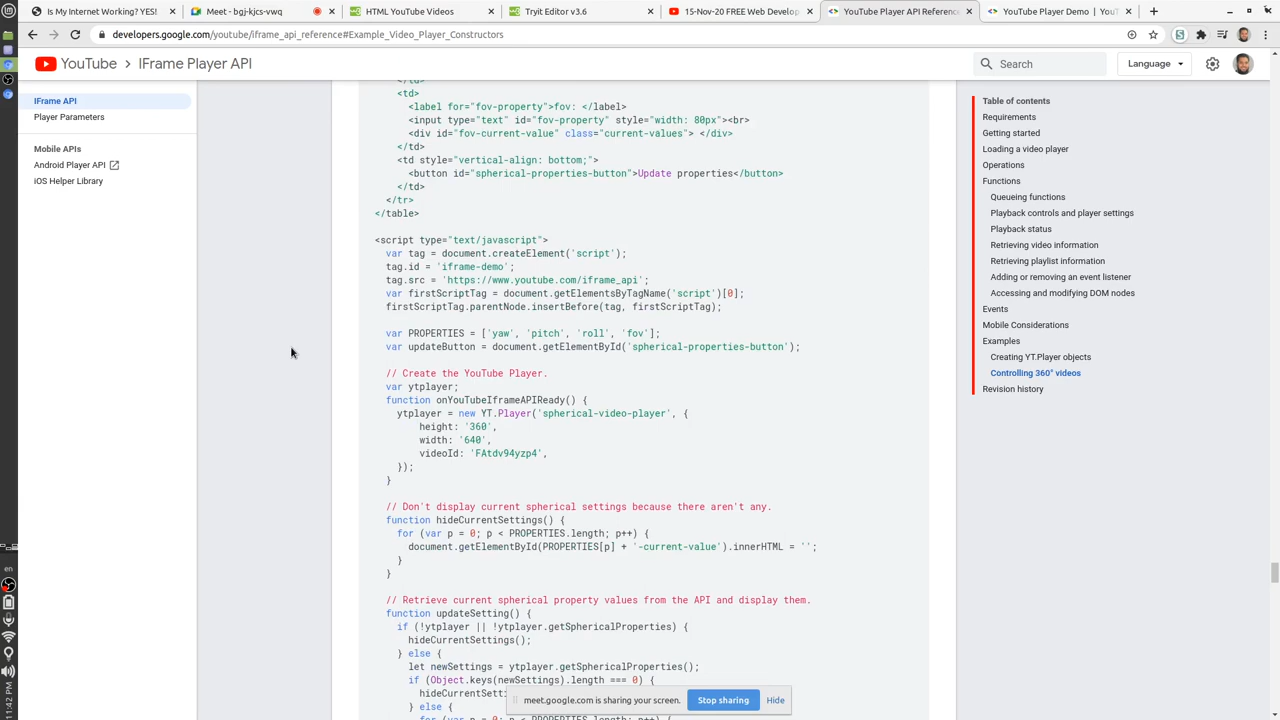 Is My Internet Working? YES!
Meet - bgj-kjcs-vwq
HTML YouTube Videos
Tryit Editor v3.6
15-Nov-20 FREE Web Develo
YouTube Player API Reference
YouTube Player Demo | You
developers.google.com/youtube/iframe_api_reference#Example_Video_Player_Constructors
YouTube > IFrame Player API
Search
Language
IFrame API
Player Parameters
Mobile APIs
Android Player API
iOS Helper Library
</td>
<td>
<label for="fov-property">fov: </label>
<input type="text" id="fov-property" style="width: 80px"><br>
<div id="fov-current-value" class="current-values"> </div>
</td>
<td style="vertical-align: bottom;">
<button id="spherical-properties-button">Update properties</button>
</td>
</tr>
</table>
<script type="text/javascript">
var tag = document.createElement('script');
tag.id = 'iframe-demo';
tag.src = 'https://www.youtube.com/iframe_api';
var firstScriptTag = document.getElementsByTagName('script')[0];
firstScriptTag.parentNode.insertBefore(tag, firstScriptTag);
var PROPERTIES = ['yaw', 'pitch', 'roll', 'fov'];
var updateButton = document.getElementById('spherical-properties-button');
// Create the YouTube Player.
var ytplayer;
function onYouTubeIframeAPIReady() {
ytplayer = new YT.Player('spherical-video-player', {
height: '360',
width: '640',
videoId: 'FAtdv94yzp4',
});
}
// Don't display current spherical settings because there aren't any.
function hideCurrentSettings() {
for (var p = 0; p < PROPERTIES.length; p++) {
document.getElementById(PROPERTIES[p] + '-current-value').innerHTML = '';
}
}
// Retrieve current spherical property values from the API and display them.
function updateSetting() {
if (!ytplayer || !ytplayer.getSphericalProperties) {
hideCurrentSettings();
} else {
let newSettings = ytplayer.getSphericalProperties();
if (Object.keys(newSettings).length === 0) {
hideCurrentSetti
} else {
Table of contents
Requirements
Getting started
Loading a video player
Operations
Functions
Queueing functions
Playback controls and player settings
Playback status
Retrieving video information
Retrieving playlist information
Adding or removing an event listener
Accessing and modifying DOM nodes
Events
Mobile Considerations
Examples
Creating YT.Player objects
Controlling 360° videos
Revision history
meet.google.com is sharing your screen.
Stop sharing
Hide
en
11:42 PM